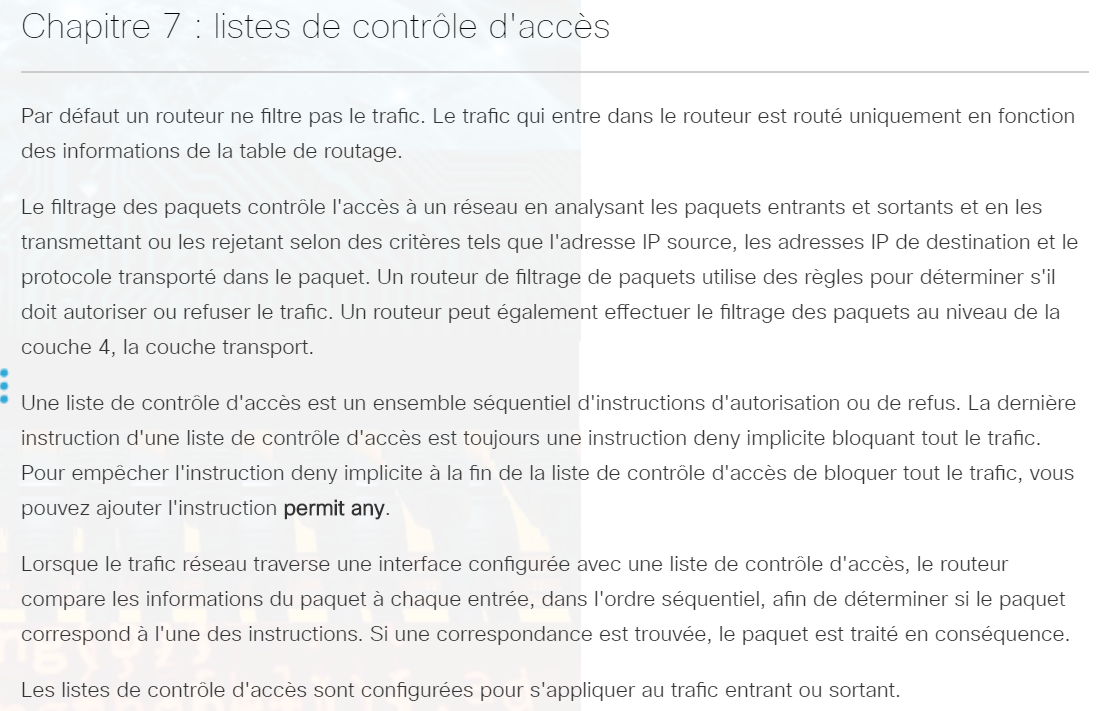 Chapitre 7 : listes de contrôle d'accès
Par défaut un routeur ne filtre pas le trafic. Le trafic qui entre dans le routeur est routé uniquement en fonction
des informations de la table de routage.
Le filtrage des paquets contrôle l'accès à un réseau en analysant les paquets entrants et sortants et en les
transmettant ou les rejetant selon des critères tels que l'adresse IP source, les adresses IP de destination et le
protocole transporté dans le paquet. Un routeur de filtrage de paquets utilise des règles pour déterminer s'il
doit autoriser ou refuser le trafic. Un routeur peut également effectuer le filtrage des paquets au niveau de la
couche 4, la couche transport.
Une liste de contrôle d'accès est un ensemble séquentiel d'instructions d'autorisation ou de refus. La dernière
instruction d'une liste de contrôle d'accès est toujours une instruction deny implicite bloquant tout le trafic.
Pour empêcher l'instruction deny implicite à la fin de la liste de contrôle d'accès de bloquer tout le trafic, vous
pouvez ajouter l'instruction permit any.
Lorsque le trafic réseau traverse une interface configurée avec une liste de contrôle d'accès, le routeur
compare les informations du paquet à chaque entrée, dans l'ordre séquentiel, afin de déterminer si le paquet
correspond à l'une des instructions. Si une correspondance est trouvée, le paquet est traité en conséquence.
Les listes de contrôle d'accès sont configurées pour s'appliquer au trafic entrant ou sortant.